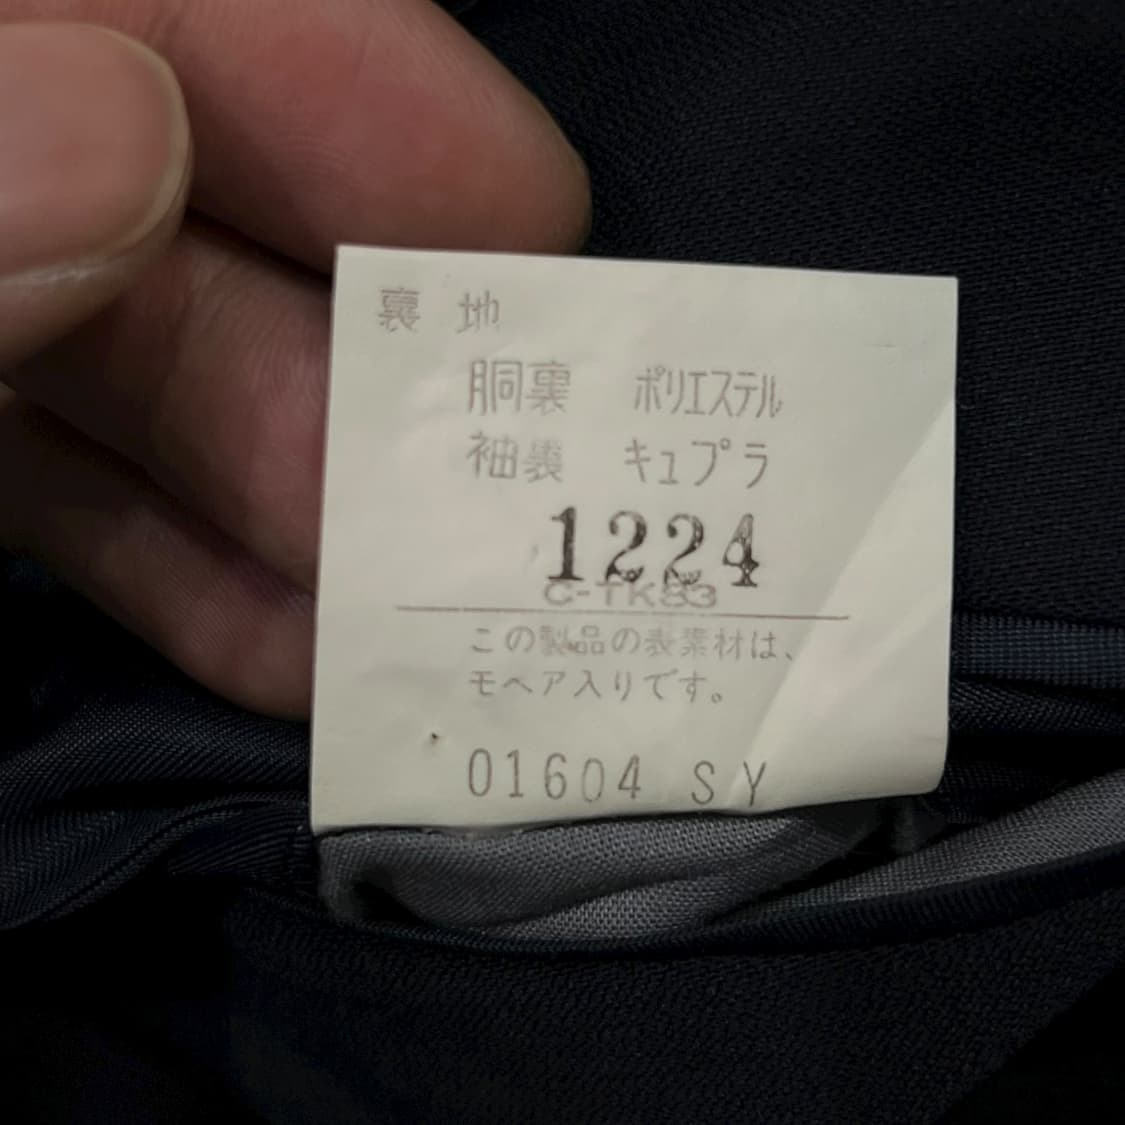 裏 地
胴裏 ポリエステル
袖裏 キュプラ
1224
C-TK83
この製品の表素材は、
モヘア入りです。
01604 SY